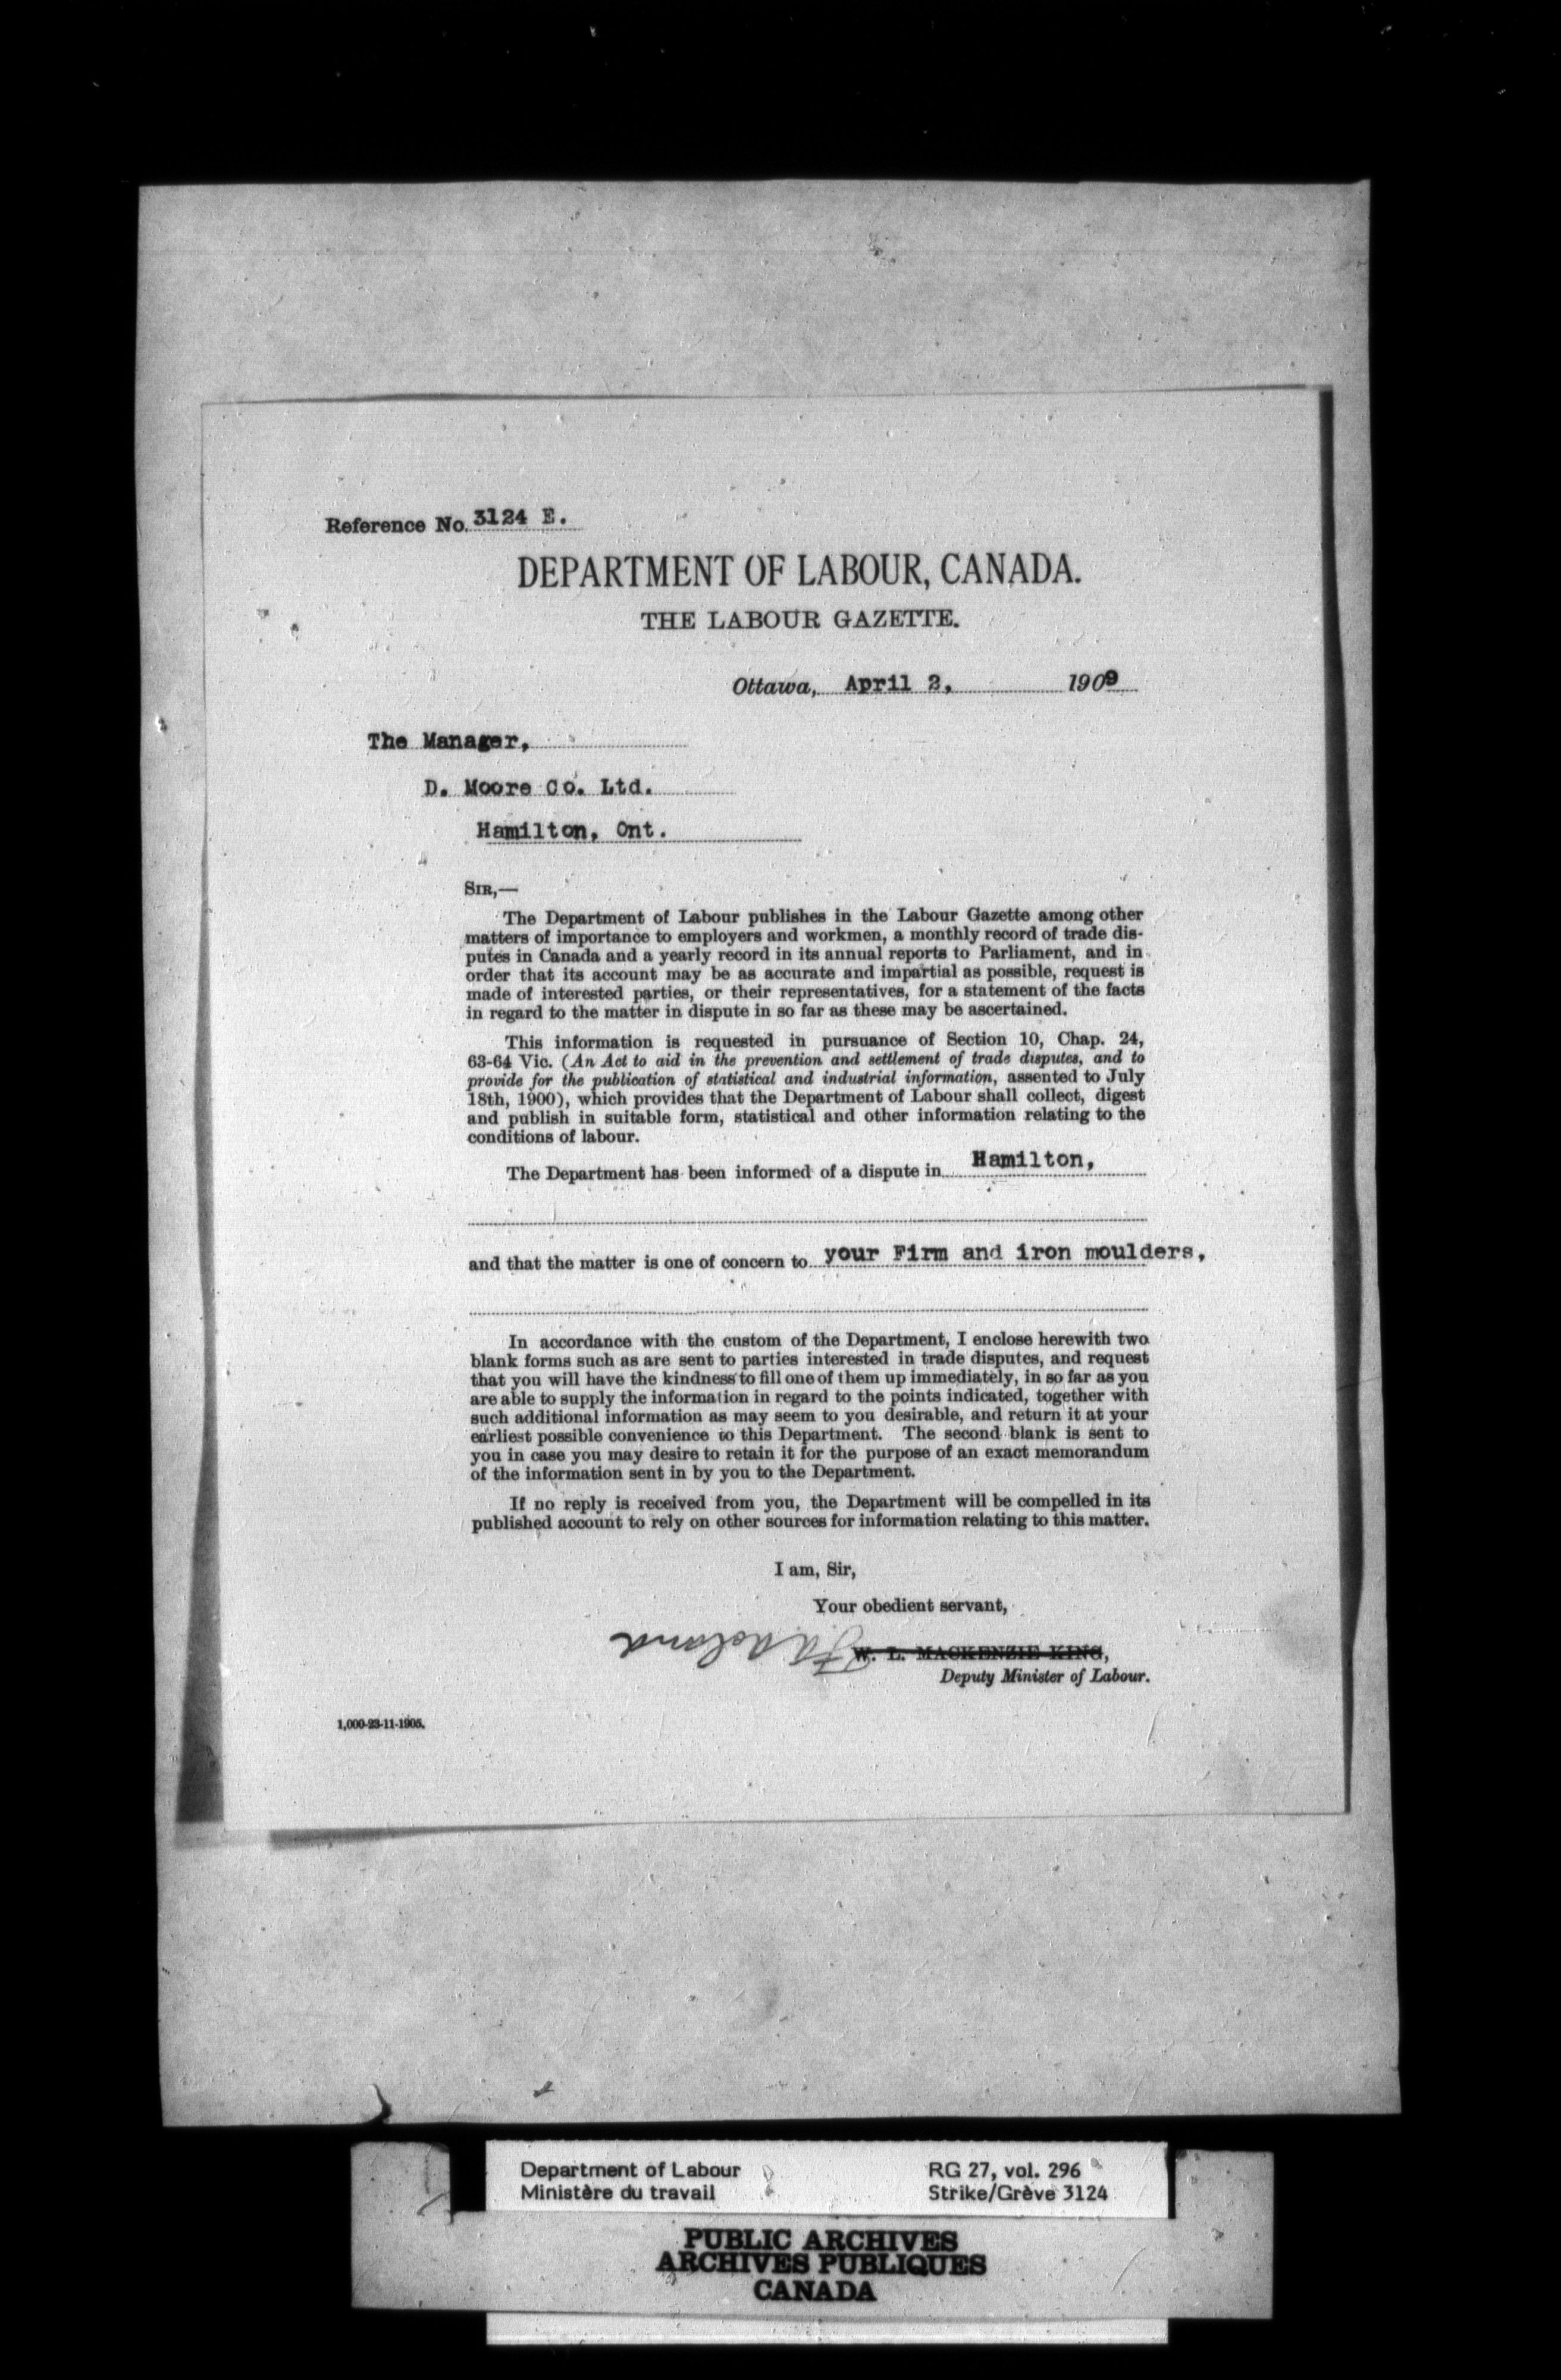 Reference No. 3124 E.
DEPARTMENT OF LABOUR, CANADA.
THE LABOUR GAZETTE.
Ottawa, April 2, 1909
The Manager,
D. Moore Co. Ltd.
Hamilton, Ont.
SIR,—
The Department of Labour publishes in the Labour Gazette among other
matters of importance to employers and workmen, a monthly record of trade dis-
putes in Canada and a yearly record in its annual reports to Parliament, and in
order that its account may be as accurate and impartial as possible, request is
made of interested parties, or their representatives, for a statement of the facts
in regard to the matter in dispute in so far as these may be ascertained.
This information is requested in pursuance of Section 10, Chap. 24,
63-64 Vic. (An Act to aid in the prevention and settlement of trade disputes, and to
provide for the publication of statistical and industrial information, assented to July
18th, 1900), which provides that the Department of Labour shall collect, digest
and publish in suitable form, statistical and other information relating to the
conditions of labour.
The Department has been informed of a dispute in Hamilton,
and that the matter is one of concern to your Firm and iron moulders,
In accordance with the custom of the Department, I enclose herewith two
blank forms such as are sent to parties interested in trade disputes, and request
that you will have the kindness to fill one of them up immediately, in so far as you
are able to supply the information in regard to the points indicated, together with
such additional information as may seem to you desirable, and return it at your
earliest possible convenience to this Department. The second blank is sent to
you in case you may desire to retain it for the purpose of an exact memorandum
of the information sent in by you to the Department.
If no reply is received from you, the Department will be compelled in its
published account to rely on other sources for information relating to this matter.
I am, Sir,
Your obedient servant,
W. L. MACKENZIE KING,
Deputy Minister of Labour.
1,000-23-11-1905.
Department of Labour
Ministère du travail
RG 27, vol. 296
Strike/Grève 3124
PUBLIC ARCHIVES
ARCHIVES PUBLIQUES
CANADA